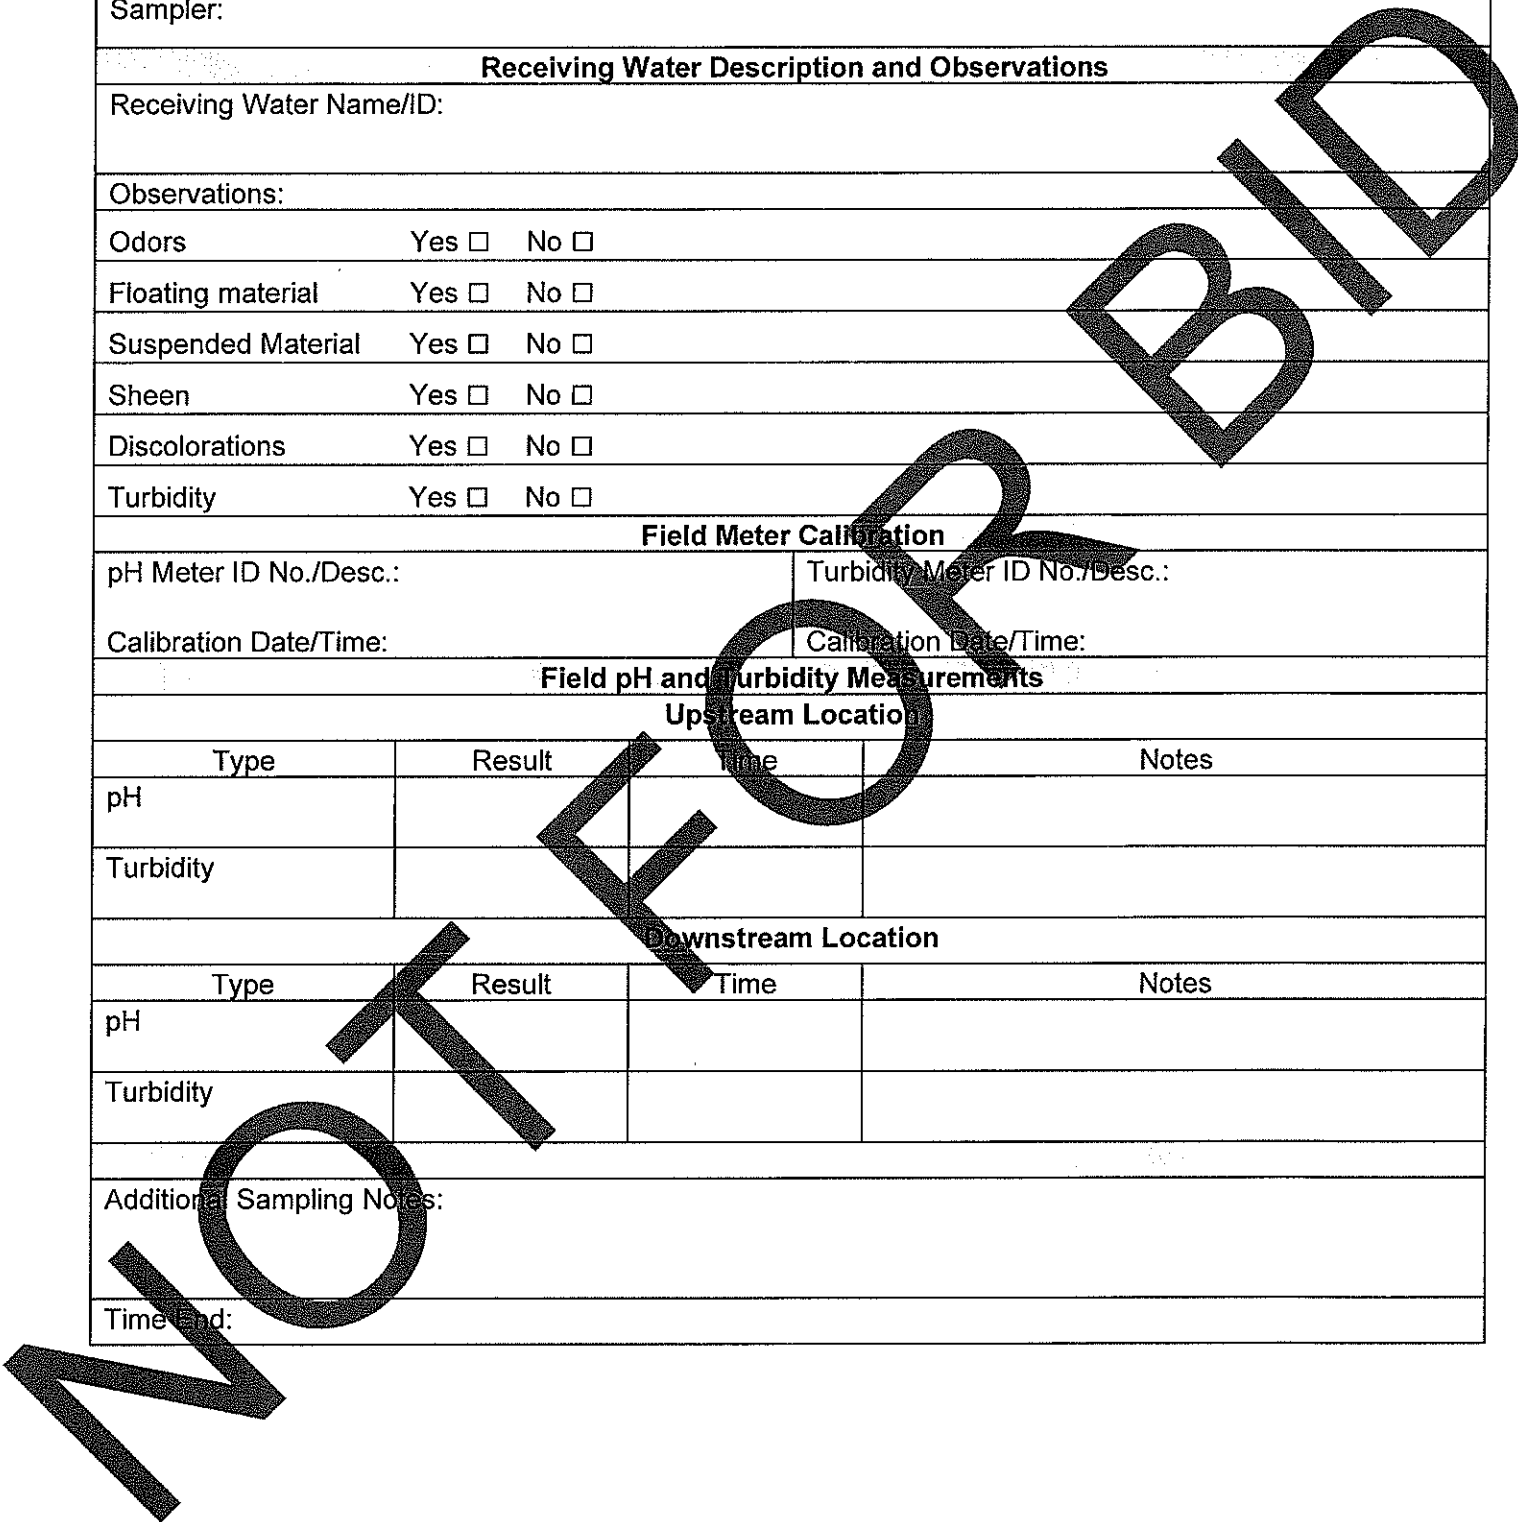 Sampler:
Receiving Water Description and Observations
Receiving Water Name/ID:
Observations:
Odors Yes ☐ No ☐
Floating material Yes ☐ No ☐
Suspended Material Yes ☐ No ☐
Sheen Yes ☐ No ☐
Discolorations Yes ☐ No ☐
Turbidity Yes ☐ No ☐
Field Meter Calibration
pH Meter ID No./Desc.: Turbidity Meter ID No./Desc.:
Calibration Date/Time: Calibration Date/Time:
Field pH and Turbidity Measurements
Upstream Location
Type Result Time Notes
pH
Turbidity
Downstream Location
Type Result Time Notes
pH
Turbidity
Additional Sampling Notes:
Time End:
NOT FOR BID